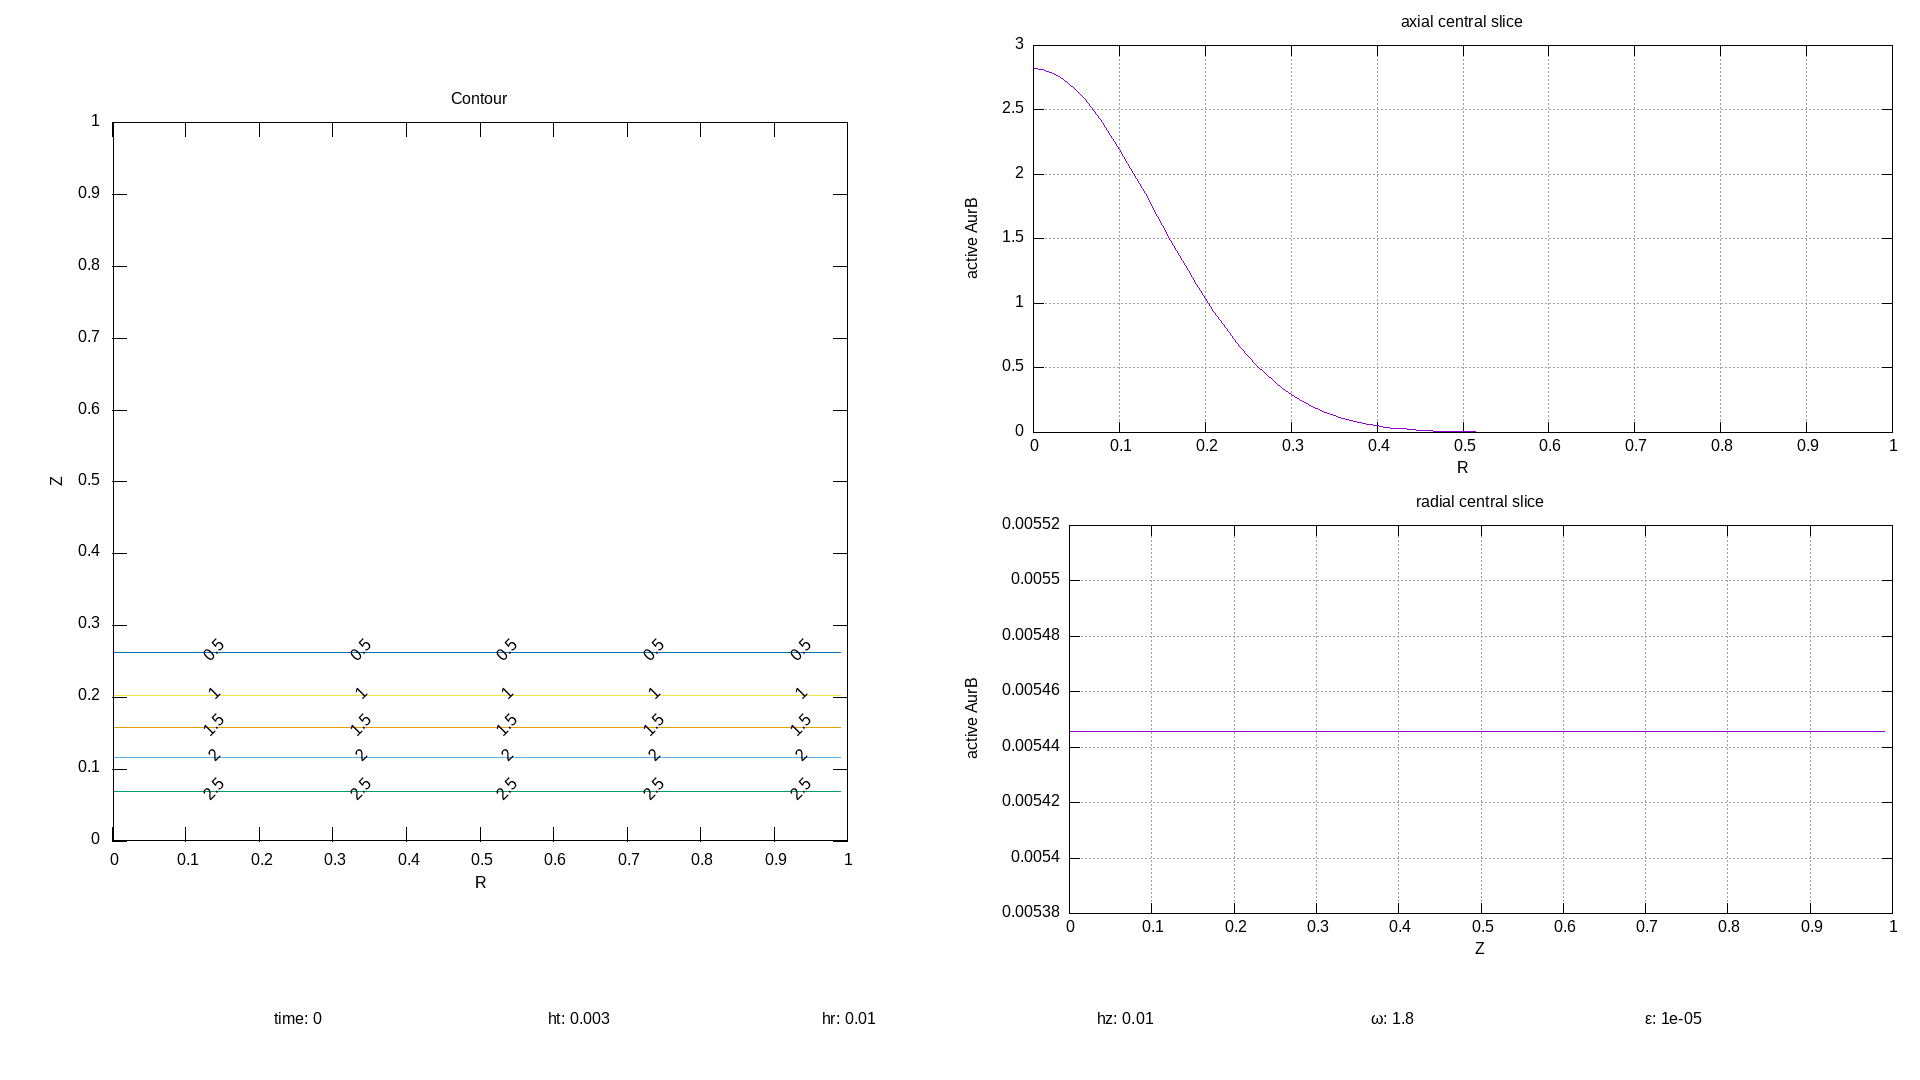 Contour
1
0.9
0.8
0.7
0.6
0.5
0.4
0.3
0.2
0.1
0
Z
0.5 0.5 0.5 0.5 0.5
1 1 1 1 1
1.5 1.5 1.5 1.5 1.5
2 2 2 2 2
2.5 2.5 2.5 2.5 2.5
0 0.1 0.2 0.3 0.4 0.5 0.6 0.7 0.8 0.9 1
R
axial central slice
3
2.5
2
1.5
1
0.5
0
active AurB
0 0.1 0.2 0.3 0.4 0.5 0.6 0.7 0.8 0.9 1
R
radial central slice
0.00552
0.0055
0.00548
0.00546
0.00544
0.00542
0.0054
0.00538
active AurB
0 0.1 0.2 0.3 0.4 0.5 0.6 0.7 0.8 0.9 1
Z
time: 0 ht: 0.003 hr: 0.01 hz: 0.01 ω: 1.8 ε: 1e-05